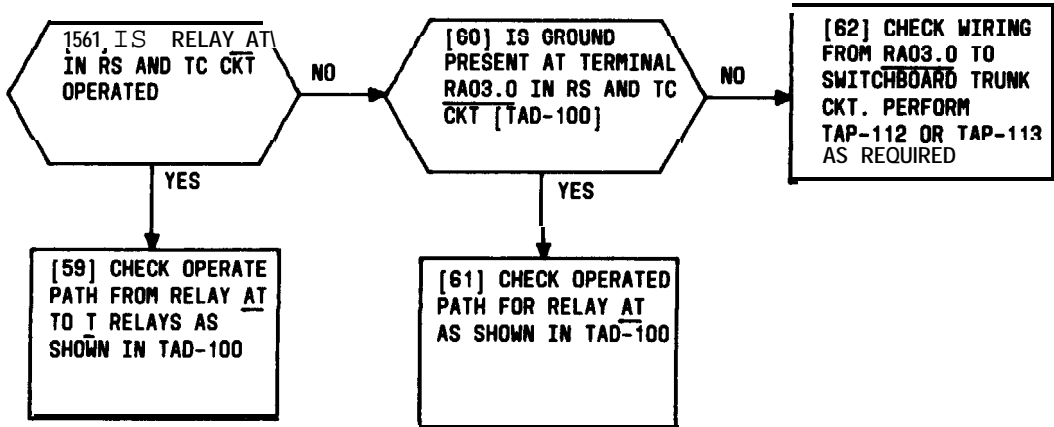 1561, IS RELAY AT
IN RS AND TC CKT
OPERATED
NO
[60] IS GROUND
PRESENT AT TERMINAL
RA03.0 IN RS AND TC
CKT [TAD-100]
NO
[62] CHECK WIRING
FROM RA03.0 TO
SWITCHBOARD TRUNK
CKT. PERFORM
TAP-112 OR TAP-113
AS REQUIRED
YES
YES
[59] CHECK OPERATE
PATH FROM RELAY AT
TO T RELAYS AS
SHOWN IN TAD-100
[61] CHECK OPERATED
PATH FOR RELAY AT
AS SHOWN IN TAD-100